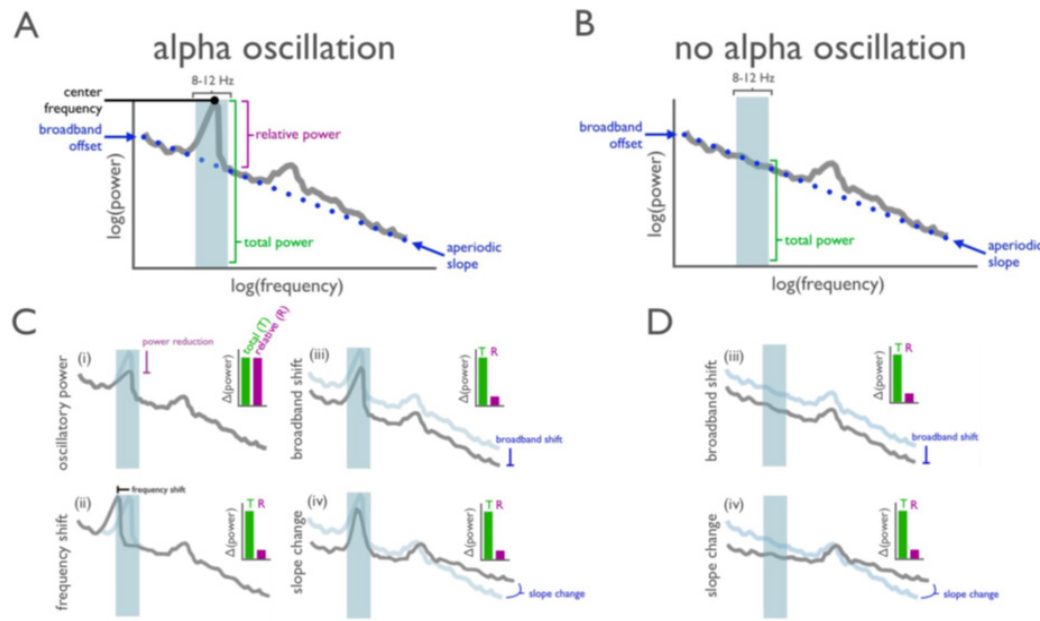 A
alpha oscillation
8-12 Hz
center
frequency
broadband
offset
relative power
total power
aperiodic
slope
log(power)
log(frequency)
B
no alpha oscillation
8-12 Hz
broadband
offset
total power
aperiodic
slope
log(power)
log(frequency)
C
oscillatory power
(i)
power reduction
total (T)
relative (R)
Δ(power)
broadband shift
(iii)
T R
Δ(power)
broadband shift
frequency shift
(ii)
frequency shift
T R
Δ(power)
slope change
(iv)
T R
Δ(power)
slope change
D
broadband shift
(iii)
T R
Δ(power)
broadband shift
slope change
(iv)
T R
Δ(power)
slope change